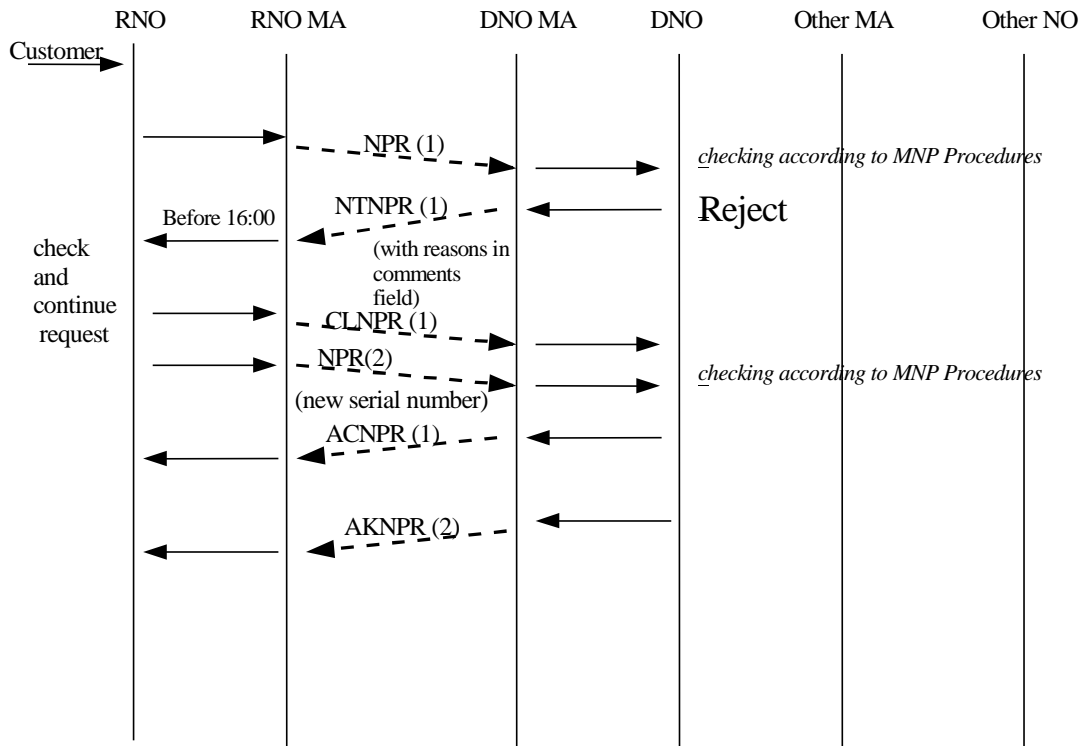 RNO RNO MA DNO MA DNO Other MA Other NO
Customer
NPR (1)
checking according to MNP Procedures
Before 16:00
NTNPR (1)
Reject
(with reasons in
comments
field)
check
and
continue
request
CLNPR (1)
NPR(2)
checking according to MNP Procedures
(new serial number)
ACNPR (1)
AKNPR (2)